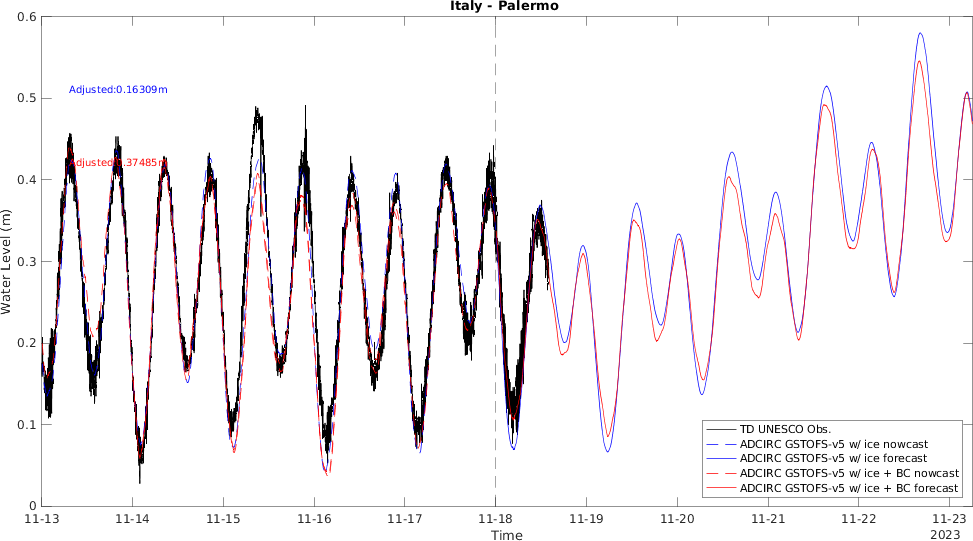 Italy - Palermo
0.6
0.5
0.4
0.3
0.2
0.1
0
Water Level (m)
Adjusted:0.16309m
Adjusted:0.37485m
TD UNESCO Obs.
ADCIRC GSTOFS-v5 w/ ice nowcast
ADCIRC GSTOFS-v5 w/ ice forecast
ADCIRC GSTOFS-v5 w/ ice + BC nowcast
ADCIRC GSTOFS-v5 w/ ice + BC forecast
11-13 11-14 11-15 11-16 11-17 11-18 11-19 11-20 11-21 11-22 11-23
Time
2023